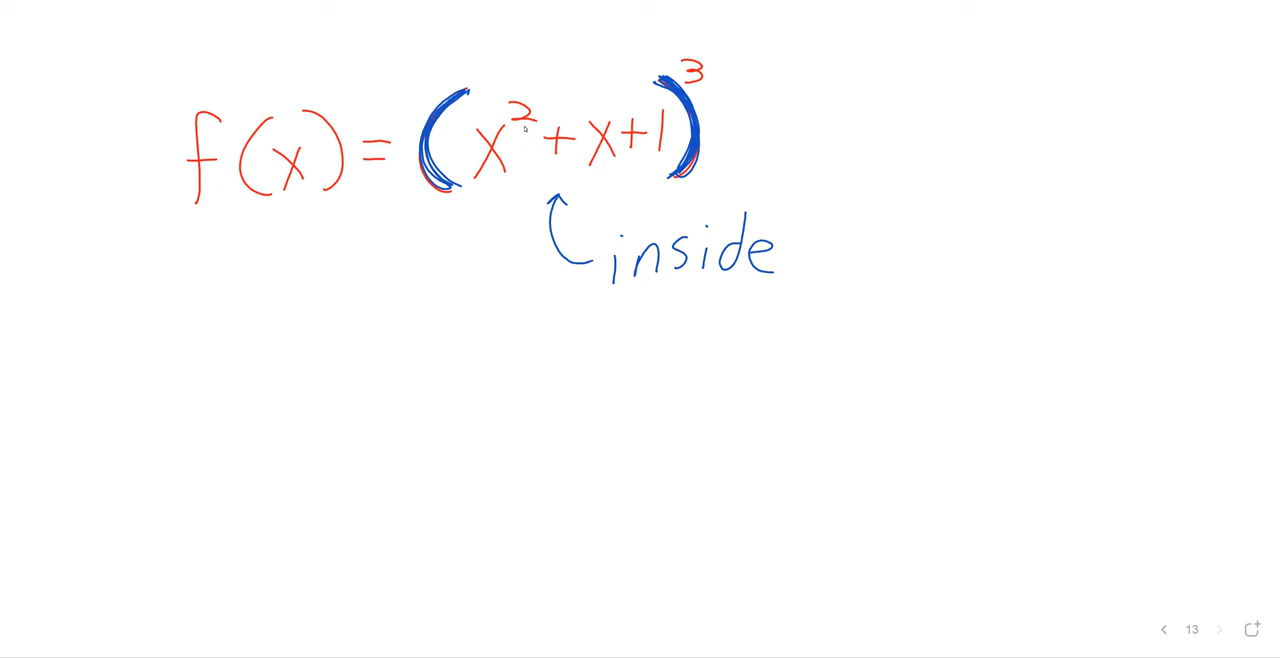 f(x) = (x² + x + 1)³
inside
13